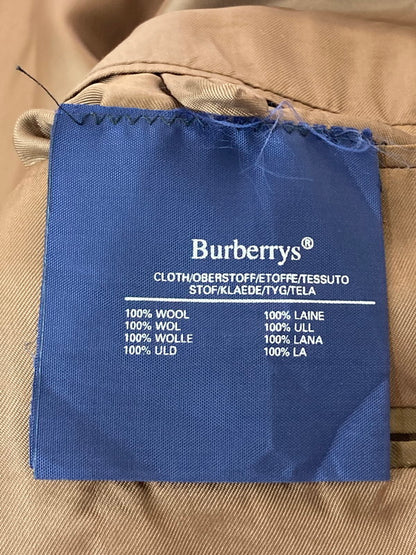 Burberrys®
CLOTH/OBERSTOFF/ETOFFE/TESSUTO
STOF/KLAEDE/TYG/TELA
100% WOOL 100% LAINE
100% WOL 100% ULL
100% WOLLE 100% LANA
100% ULD 100% LA